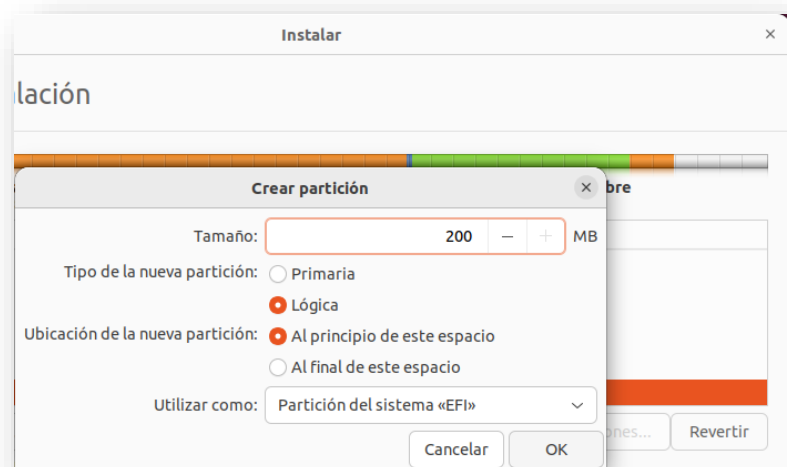 Instalar
lación
Crear partición
bre
Tamaño: 200 MB
Tipo de la nueva partición: Primaria
Lógica
Ubicación de la nueva partición: Al principio de este espacio
Al final de este espacio
Utilizar como: Partición del sistema «EFI»
ones... Revertir
Cancelar OK